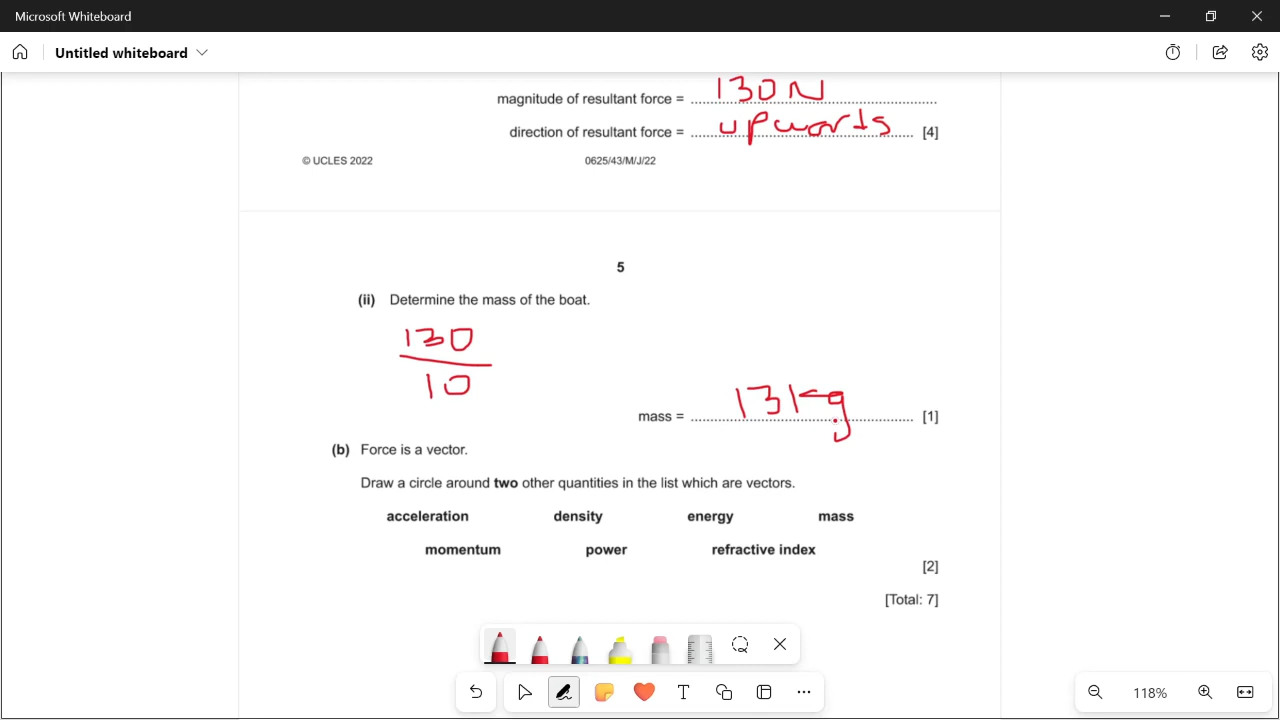 Microsoft Whiteboard
Untitled whiteboard
magnitude of resultant force = 130 N
direction of resultant force = upwards [4]
© UCLES 2022 0625/43/M/J/22
5
(ii) Determine the mass of the boat.
130
10
mass = 13kg [1]
(b) Force is a vector.
Draw a circle around two other quantities in the list which are vectors.
acceleration density energy mass
momentum power refractive index
[2]
[Total: 7]
T
118%